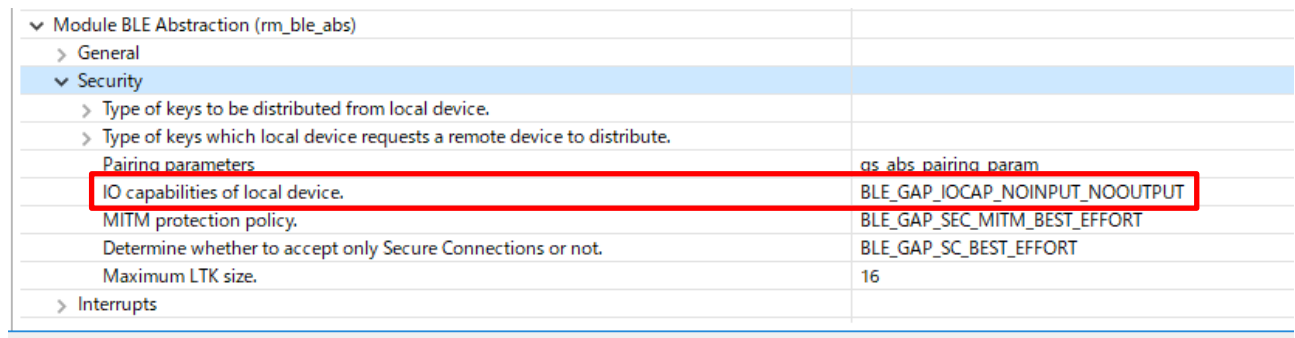 Module BLE Abstraction (rm_ble_abs)
General
Security
Type of keys to be distributed from local device.
Type of keys which local device requests a remote device to distribute.
Pairing parameters gs_abs_pairing_param
IO capabilities of local device. BLE_GAP_IOCAP_NOINPUT_NOOUTPUT
MITM protection policy. BLE_GAP_SEC_MITM_BEST_EFFORT
Determine whether to accept only Secure Connections or not. BLE_GAP_SC_BEST_EFFORT
Maximum LTK size. 16
Interrupts